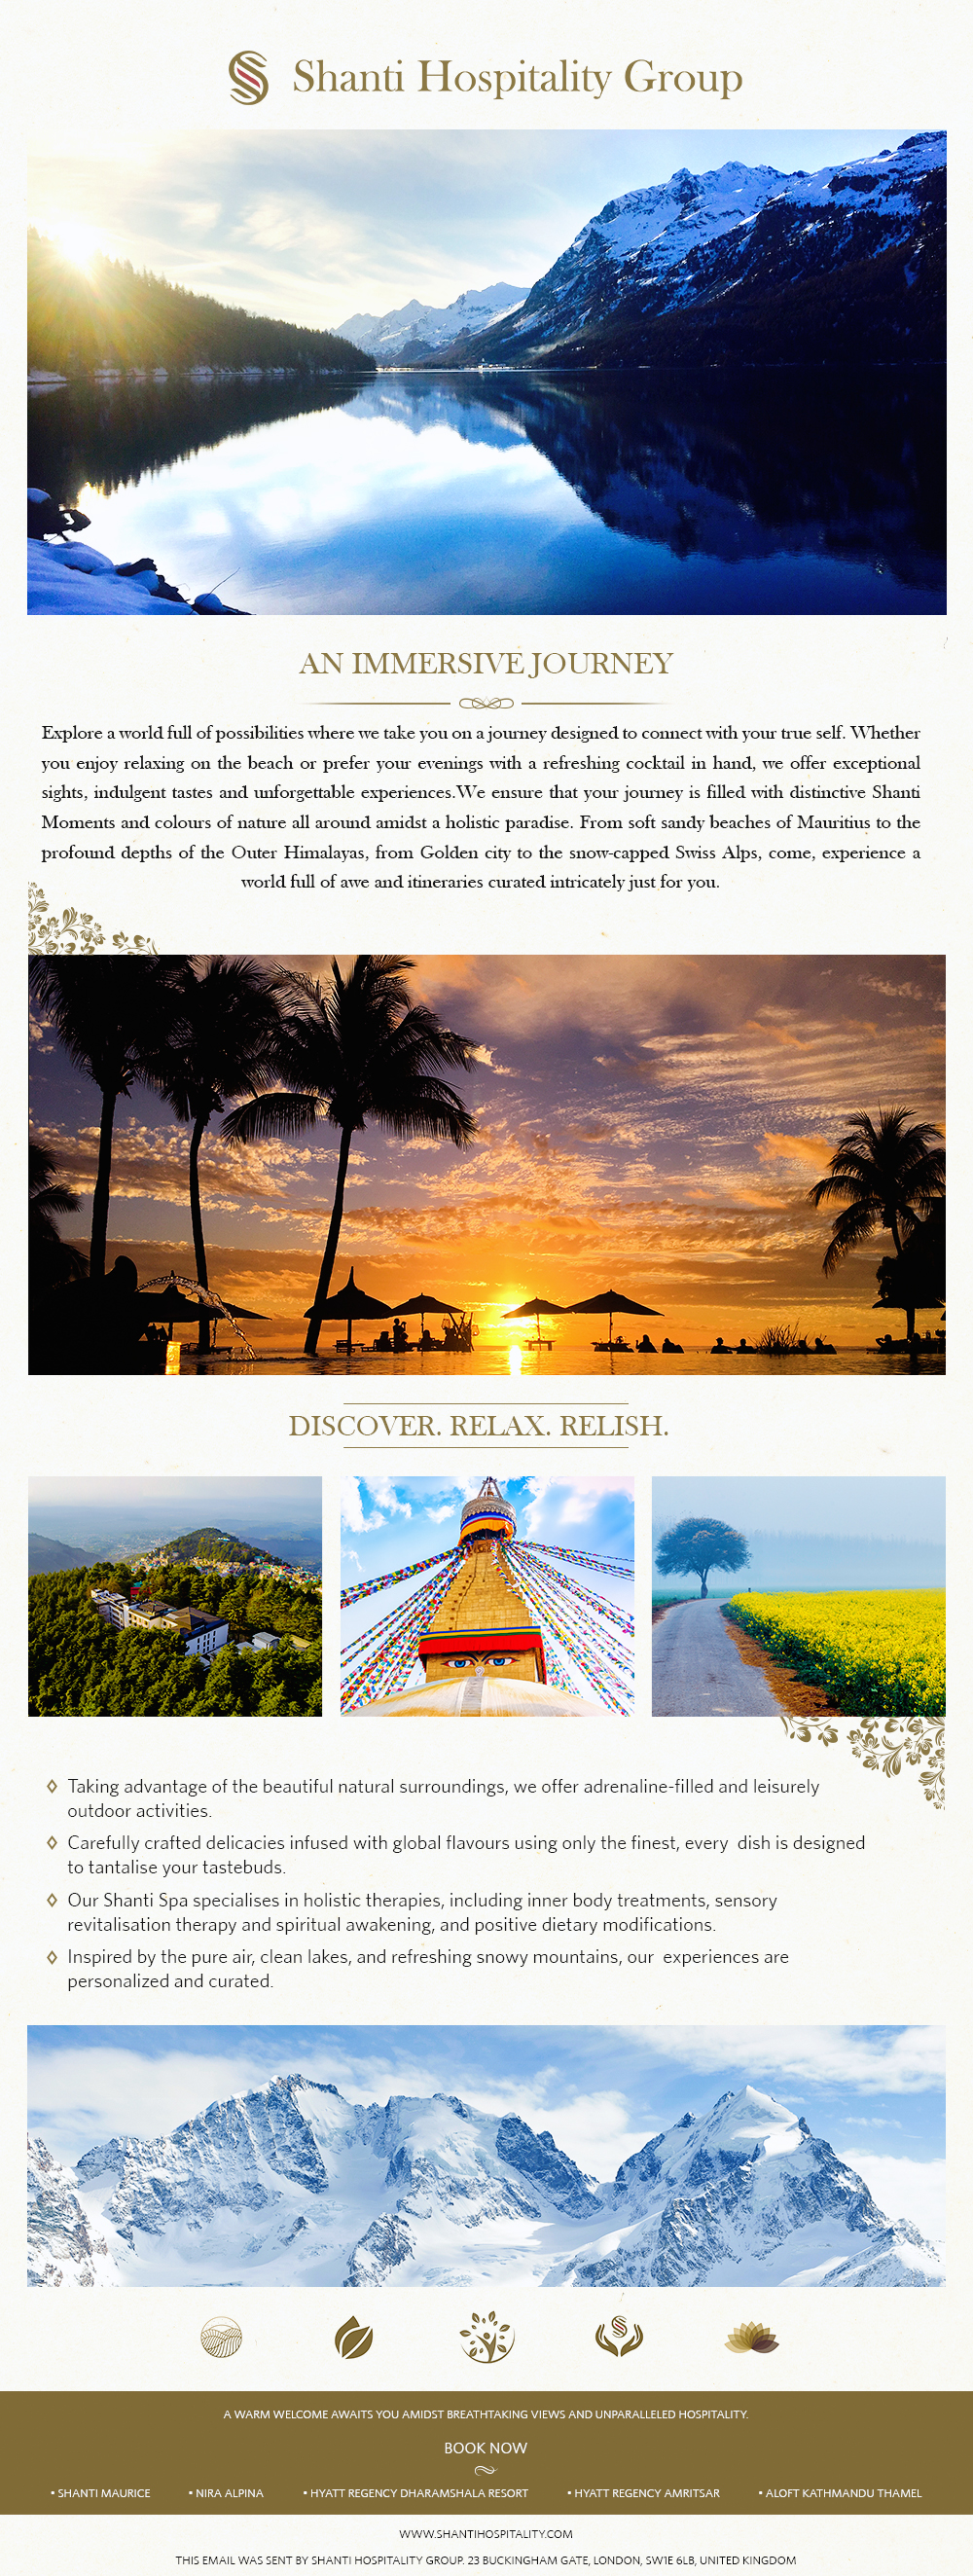 Shanti Hospitality Group
AN IMMERSIVE JOURNEY
Explore a world full of possibilities where we take you on a journey designed to connect with your true self. Whether
you enjoy relaxing on the beach or prefer your evenings with a refreshing cocktail in hand, we offer exceptional
sights, indulgent tastes and unforgettable experiences.We ensure that your journey is filled with distinctive Shanti
Moments and colours of nature all around amidst a holistic paradise. From soft sandy beaches of Mauritius to the
profound depths of the Outer Himalayas, from Golden city to the snow-capped Swiss Alps, come, experience a
world full of awe and itineraries curated intricately just for you.
DISCOVER. RELAX. RELISH.
◊ Taking advantage of the beautiful natural surroundings, we offer adrenaline-filled and leisurely
outdoor activities.
◊ Carefully crafted delicacies infused with global flavours using only the finest, every dish is designed
to tantalise your tastebuds.
◊ Our Shanti Spa specialises in holistic therapies, including inner body treatments, sensory
revitalisation therapy and spiritual awakening, and positive dietary modifications.
◊ Inspired by the pure air, clean lakes, and refreshing snowy mountains, our experiences are
personalized and curated.
A WARM WELCOME AWAITS YOU AMIDST BREATHTAKING VIEWS AND UNPARALLELED HOSPITALITY.
BOOK NOW
• SHANTI MAURICE • NIRA ALPINA • HYATT REGENCY DHARAMSHALA RESORT • HYATT REGENCY AMRITSAR • ALOFT KATHMANDU THAMEL
WWW.SHANTIHOSPITALITY.COM
THIS EMAIL WAS SENT BY SHANTI HOSPITALITY GROUP. 23 BUCKINGHAM GATE, LONDON, SW1E 6LB, UNITED KINGDOM